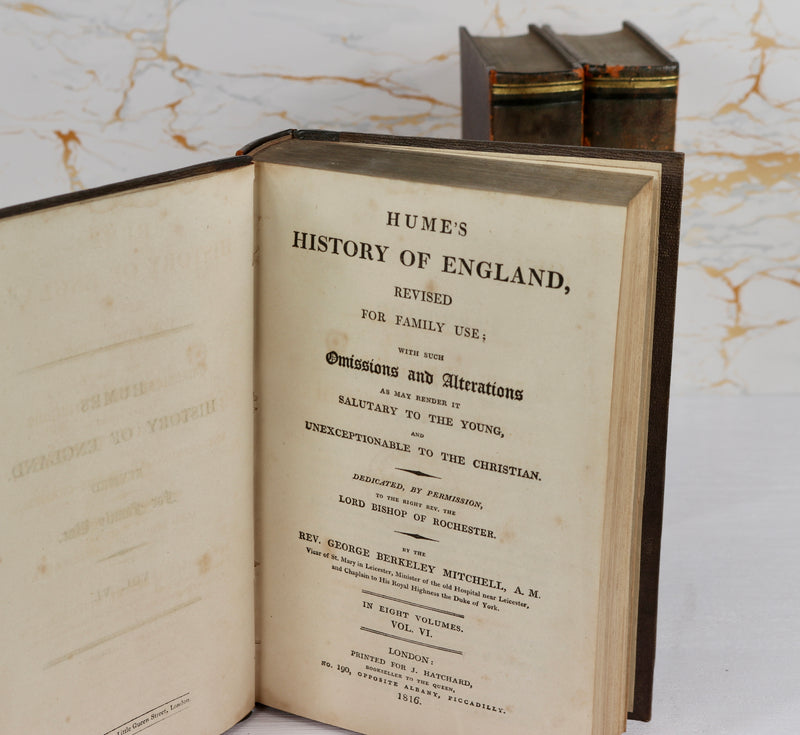 HUME'S
HISTORY OF ENGLAND,
REVISED
FOR FAMILY USE;
WITH SUCH
Omissions and Alterations
AS MAY RENDER IT
SALUTARY TO THE YOUNG,
AND
UNEXCEPTIONABLE TO THE CHRISTIAN.
DEDICATED, BY PERMISSION,
TO THE RIGHT REV. THE
LORD BISHOP OF ROCHESTER.
BY THE
REV. GEORGE BERKELEY MITCHELL, A. M.
Vicar of St. Mary in Leicester, Minister of the old Hospital near Leicester,
and Chaplain to His Royal Highness the Duke of York.
IN EIGHT VOLUMES.
VOL. VI.
LONDON:
PRINTED FOR J. HATCHARD,
BOOKSELLER TO THE QUEEN,
NO. 190, OPPOSITE ALBANY, PICCADILLY.
1816.
Little Queen Street, London.